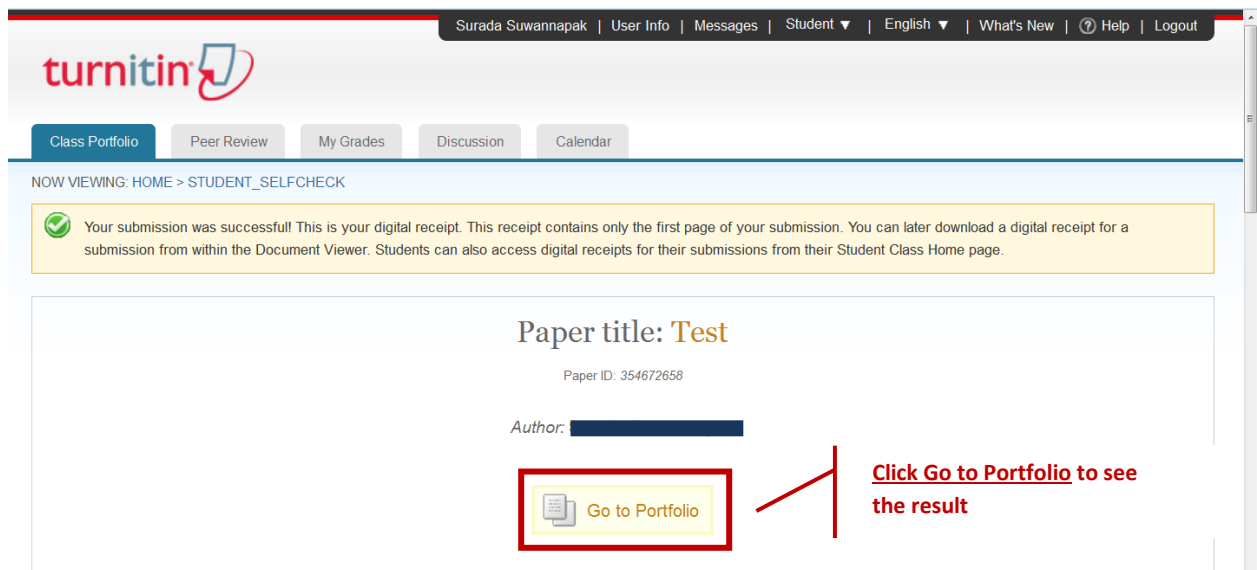 Surada Suwannapak | User Info | Messages | Student ▼ | English ▼ | What's New | ? Help | Logout
turnitin
Class Portfolio Peer Review My Grades Discussion Calendar
NOW VIEWING: HOME > STUDENT_SELFCHECK
Your submission was successful! This is your digital receipt. This receipt contains only the first page of your submission. You can later download a digital receipt for a
submission from within the Document Viewer. Students can also access digital receipts for their submissions from their Student Class Home page.
Paper title: Test
Paper ID: 354672658
Author:
Go to Portfolio
Click Go to Portfolio to see
the result